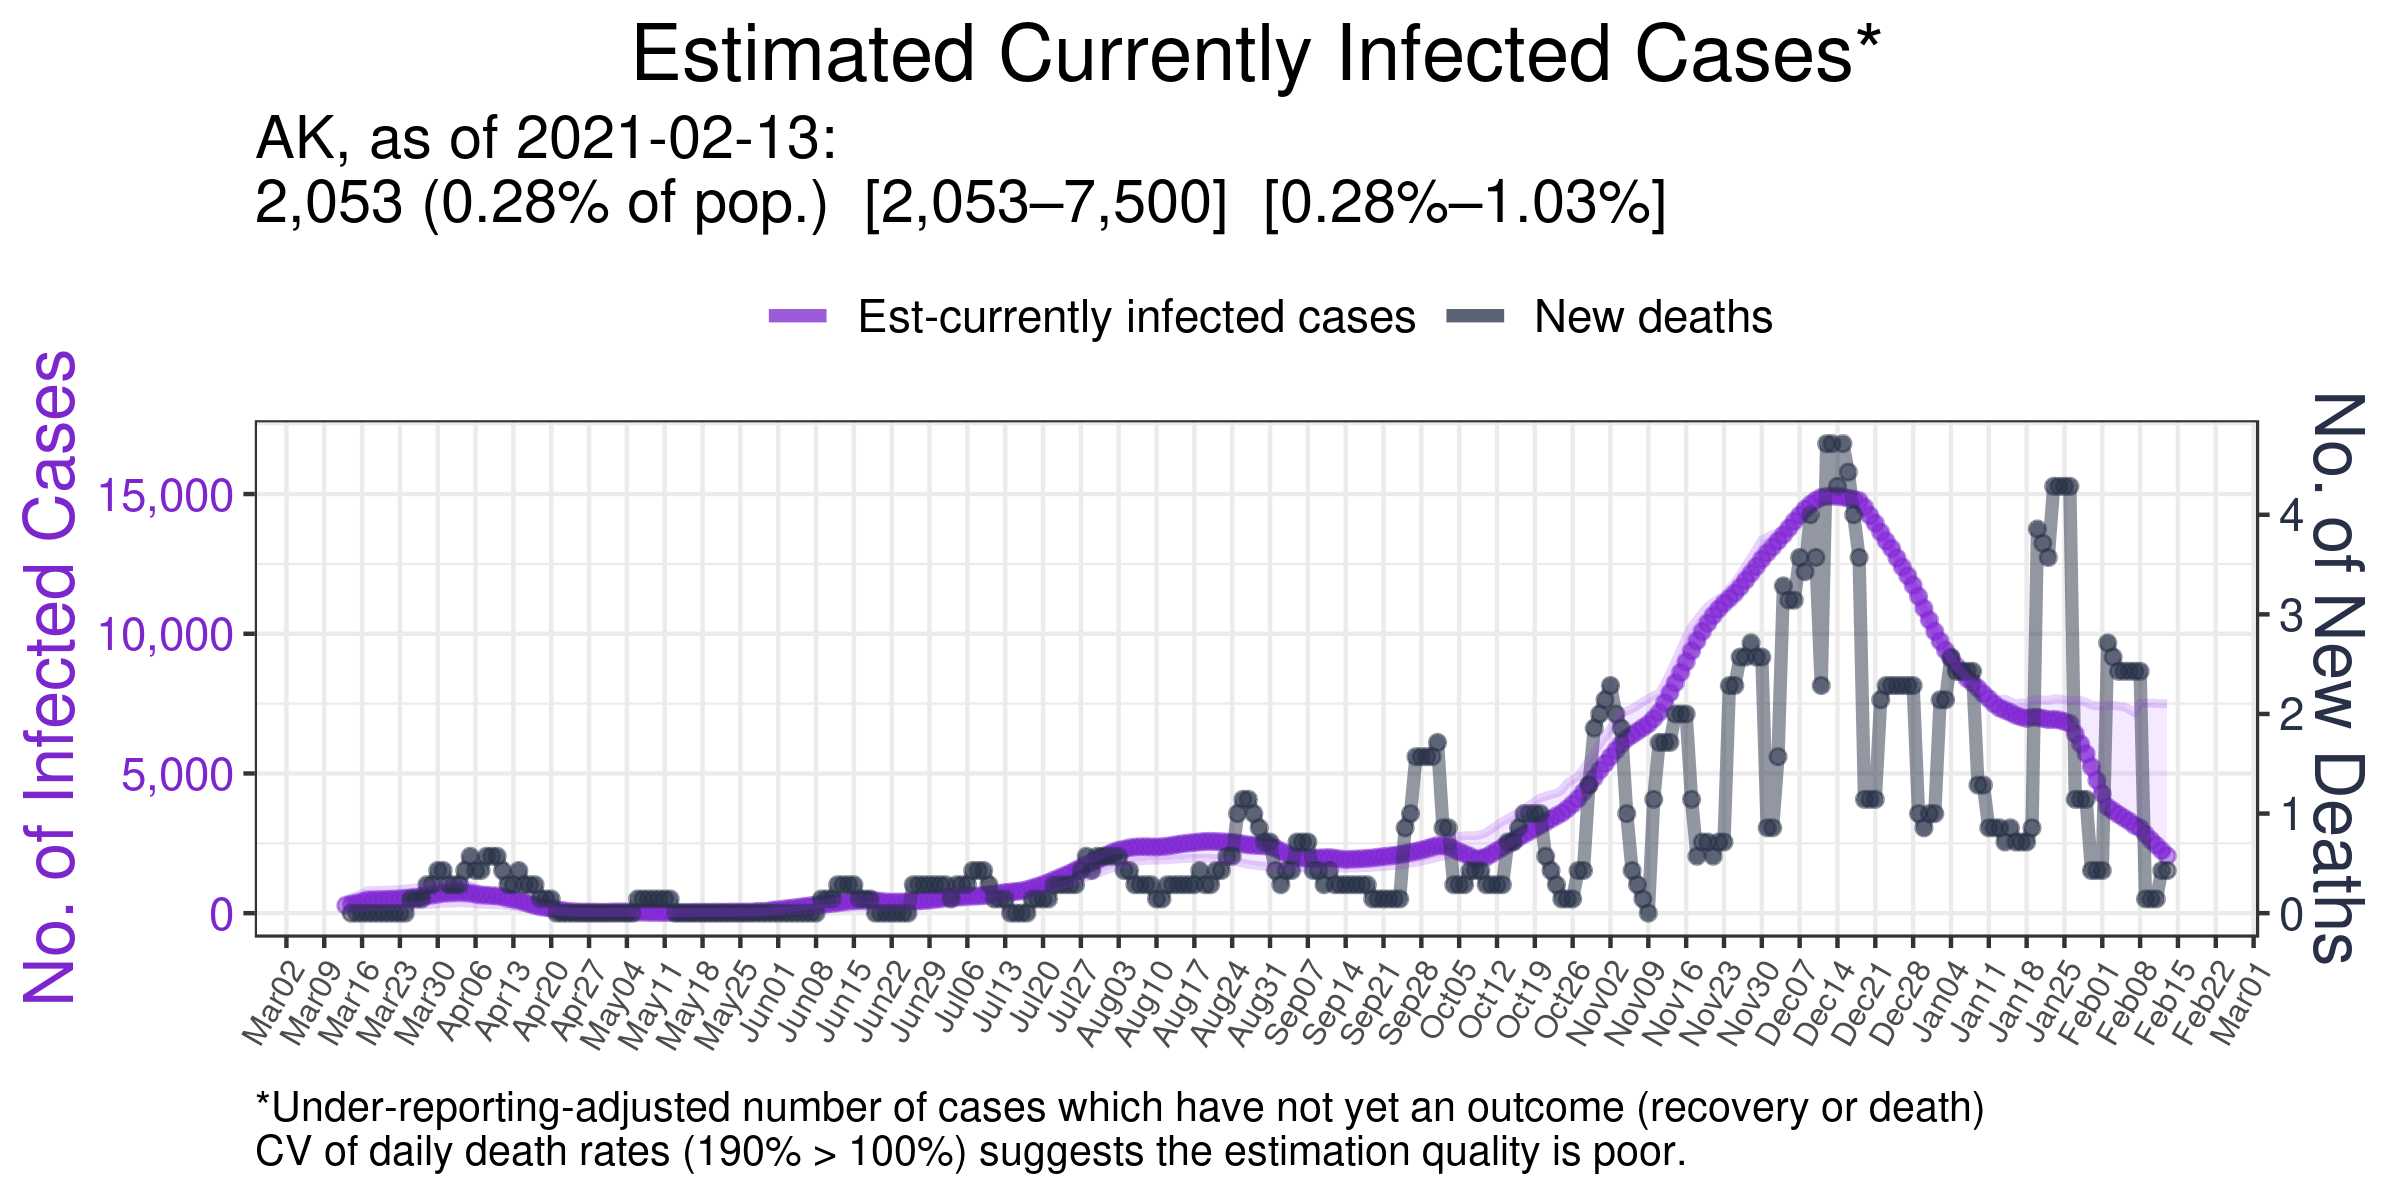 Estimated Currently Infected Cases*
AK, as of 2021-02-13:
2,053 (0.28% of pop.) [2,053–7,500] [0.28%–1.03%]
Est-currently infected cases
New deaths
No. of Infected Cases
15,000
10,000
5,000
0
No. of New Deaths
4
3
2
1
0
Mar02
Mar09
Mar16
Mar23
Mar30
Apr06
Apr13
Apr20
Apr27
May04
May11
May18
May25
Jun01
Jun08
Jun15
Jun22
Jun29
Jul06
Jul13
Jul20
Jul27
Aug03
Aug10
Aug17
Aug24
Aug31
Sep07
Sep14
Sep21
Sep28
Oct05
Oct12
Oct19
Oct26
Nov02
Nov09
Nov16
Nov23
Nov30
Dec07
Dec14
Dec21
Dec28
Jan04
Jan11
Jan18
Jan25
Feb01
Feb08
Feb15
Feb22
Mar01
*Under-reporting-adjusted number of cases which have not yet an outcome (recovery or death)
CV of daily death rates (190% > 100%) suggests the estimation quality is poor.